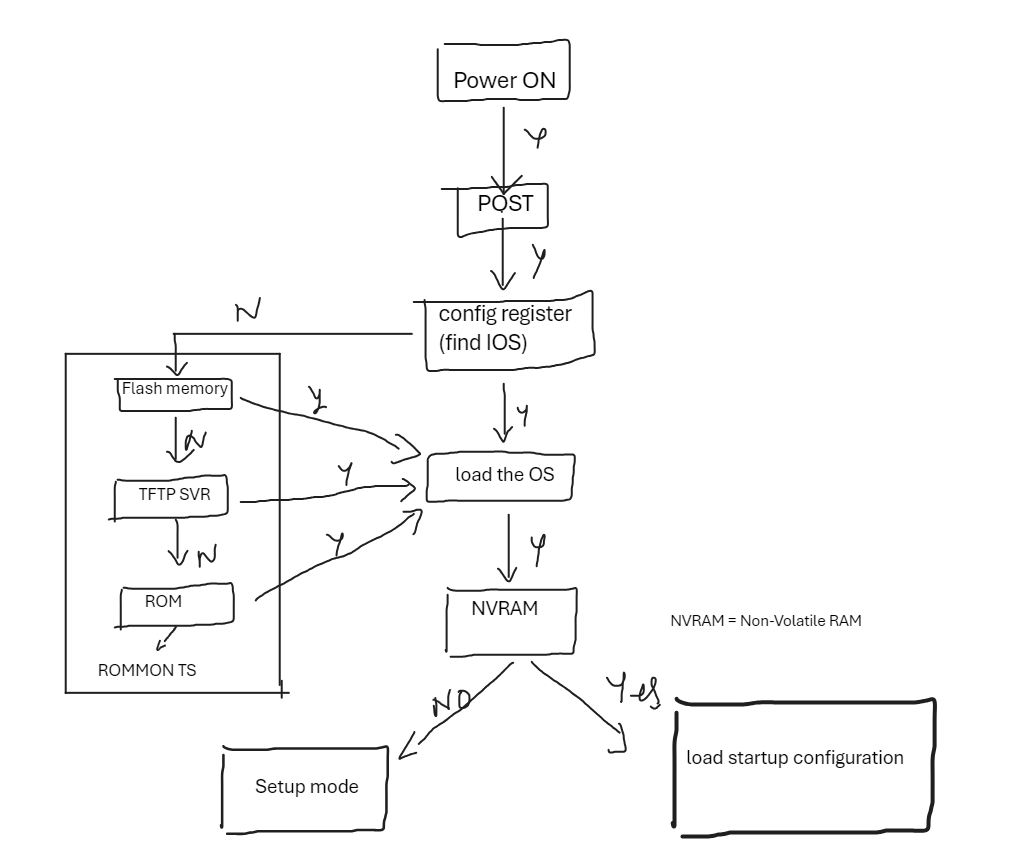 Power ON
Y
POST
Y
config register
(find IOS)
N
Flash memory
Y
Y
N
load the OS
TFTP SVR
Y
N
Y
Y
ROM
NVRAM
NVRAM = Non-Volatile RAM
ROMMON TS
NO
Yes
load startup configuration
Setup mode